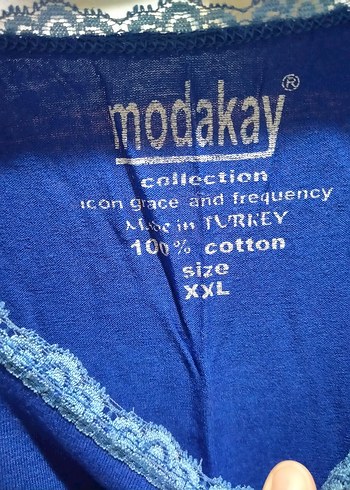 modakay®
collection
icon grace and frequency
Made in TURKEY
100% cotton
size
XXL